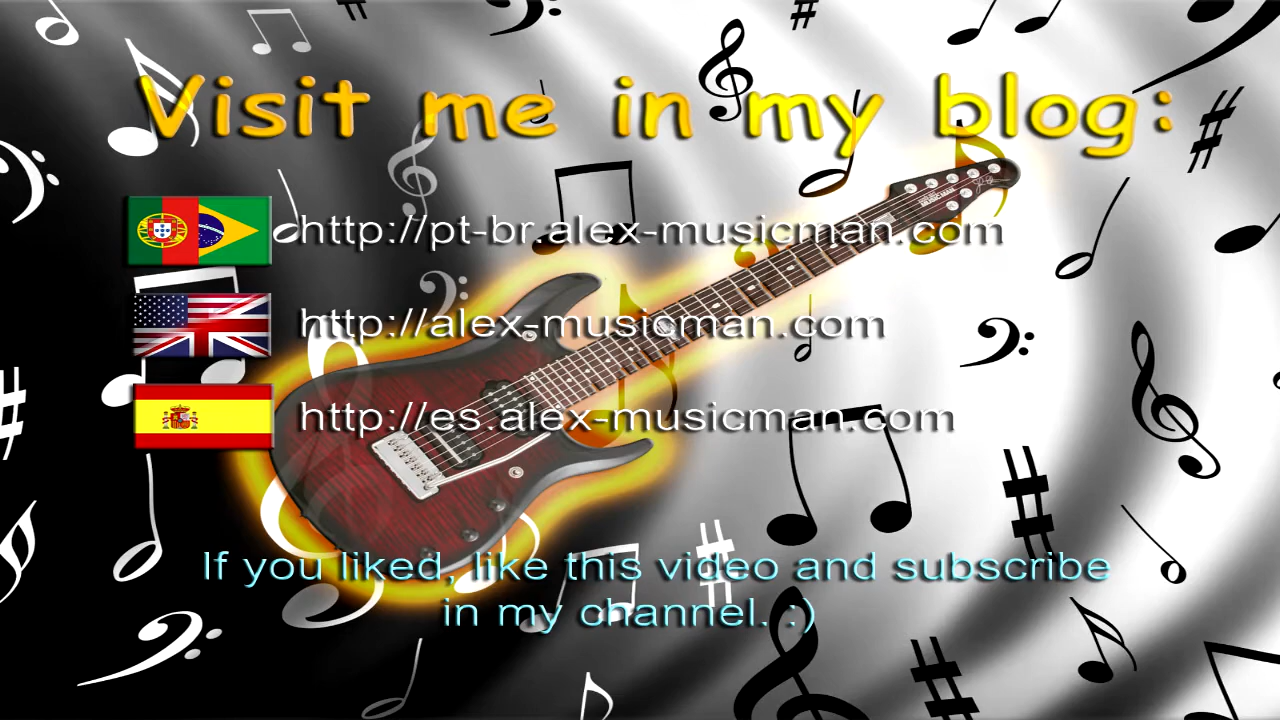 Visit me in my blog:
http://pt-br.alex-musicman.com
http://alex-musicman.com
http://es.alex-musicman.com
If you liked, like this video and subscribe
in my channel. :)